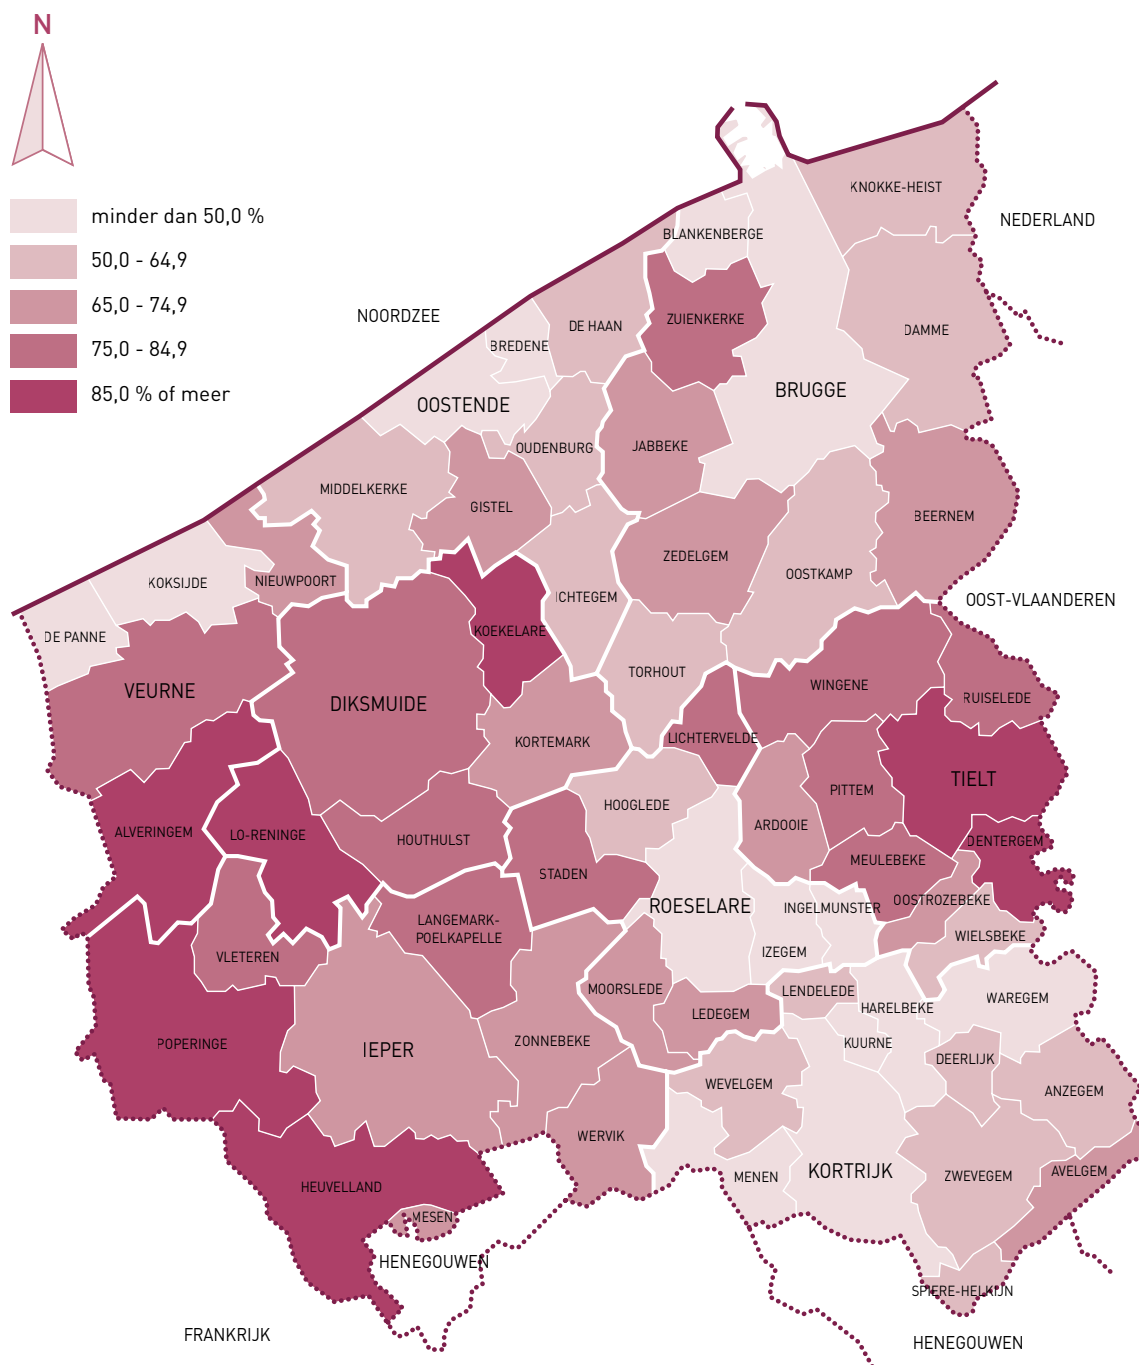 N
minder dan 50,0 %
50,0 - 64,9
65,0 - 74,9
75,0 - 84,9
85,0 % of meer
KNOKKE-HEIST
NEDERLAND
BLANKENBERGE
NOORDZEE
DE HAAN
ZUIENKERKE
DAMME
BREDENE
BRUGGE
OOSTENDE
OUDENBURG
JABBEKE
MIDDELKERKE
GISTEL
BEERNEM
ZEDELGEM
OOSTKAMP
KOKSIJDE
NIEUWPOORT
ICHTEGEM
OOST-VLAANDEREN
DE PANNE
KOEKELARE
TORHOUT
VEURNE
DIKSMUIDE
WINGENE
RUISELEDE
KORTEMARK
LICHTERVELDE
TIELT
PITTEM
HOOGLEDE
ARDOOIE
ALVERINGEM
LO-RENINGE
HOUTHULST
DENTERGEM
MEULEBEKE
STADEN
OOSTROZEBEKE
ROESELARE
INGELMUNSTER
LANGEMARK-
POELKAPELLE
WIELSBEKE
VLETEREN
IZEGEM
MOORSLEDE
LENDELEDE
WAREGEM
HARELBEKE
LEDEGEM
POPERINGE
IEPER
ZONNEBEKE
KUURNE
DEERLIJK
WEVELGEM
ANZEGEM
WERVIK
KORTRIJK
AVELGEM
MENEN
ZWEVEGEM
HEUVELLAND
MESEN
HENEGOUWEN
SPIERE-HELKIJN
FRANKRIJK
HENEGOUWEN